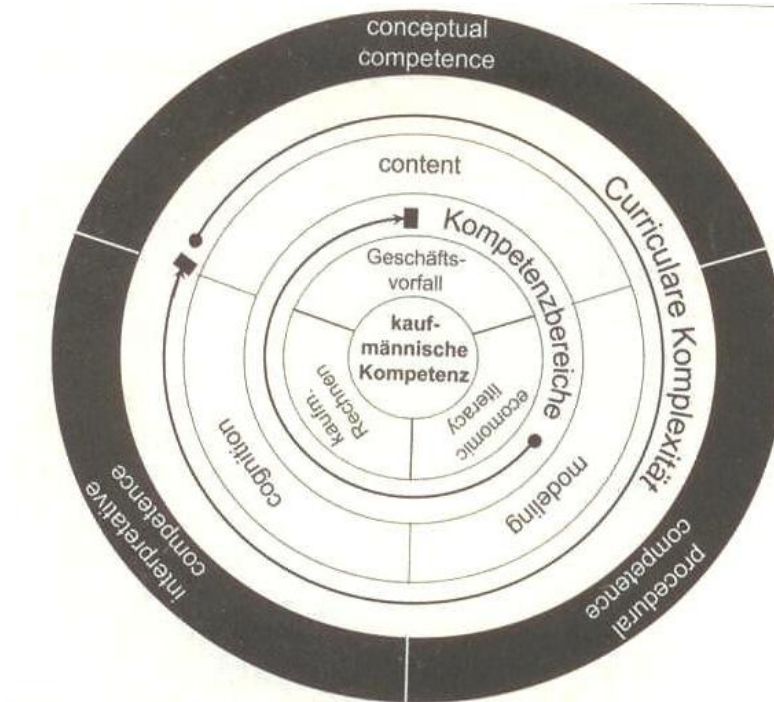 conceptual
competence
content
Curriculare Komplexität
Kompetenzbereiche
Geschäfts-
vorfall
kauf-
männische
Kompetenz
kaufm.
Rechnen
ecomomic
literacy
cognition
modeling
interpretative
competence
procedural
competence